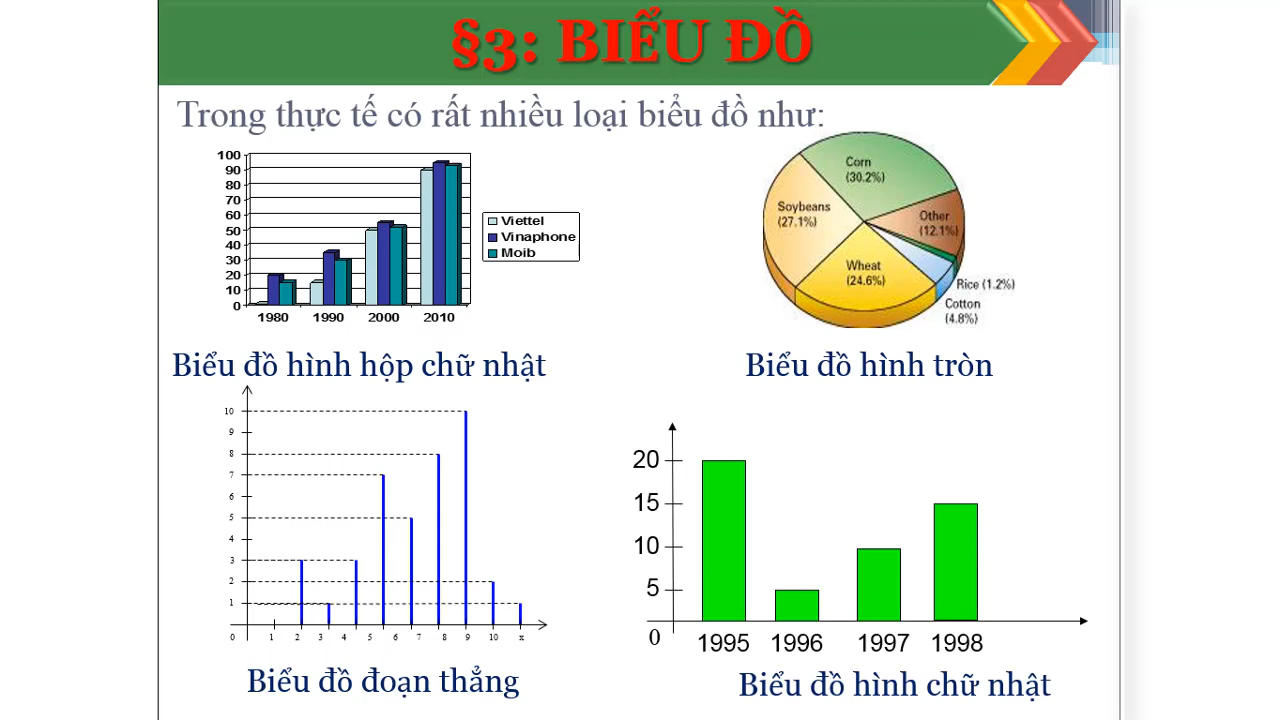 §3: BIỂU ĐỒ
Trong thực tế có rất nhiều loại biểu đồ như:
100
90
80
70
60
50
40
30
20
10
0
1980 1990 2000 2010
Viettel
Vinaphone
Moib
Corn
(30.2%)
Soybeans
(27.1%)
Other
(12.1%)
Wheat
(24.6%)
Rice (1.2%)
Cotton
(4.8%)
Biểu đồ hình hộp chữ nhật
Biểu đồ hình tròn
10
9
8
7
6
5
4
3
2
1
0 1 2 3 4 5 6 7 8 9 10 x
Biểu đồ đoạn thẳng
20
15
10
5
0
1995 1996 1997 1998
Biểu đồ hình chữ nhật